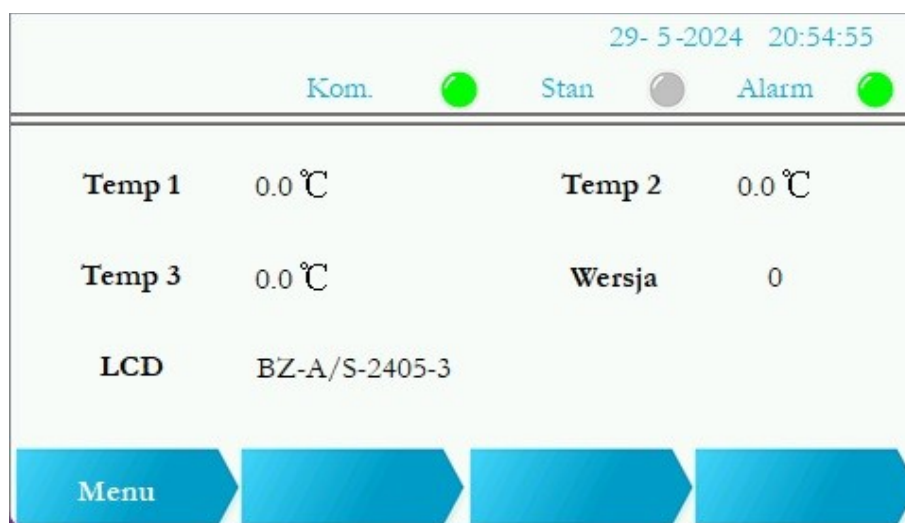 29- 5-2024 20:54:55
Kom. Stan Alarm
Temp 1 0.0 ℃ Temp 2 0.0 ℃
Temp 3 0.0 ℃ Wersja 0
LCD BZ-A/S-2405-3
Menu